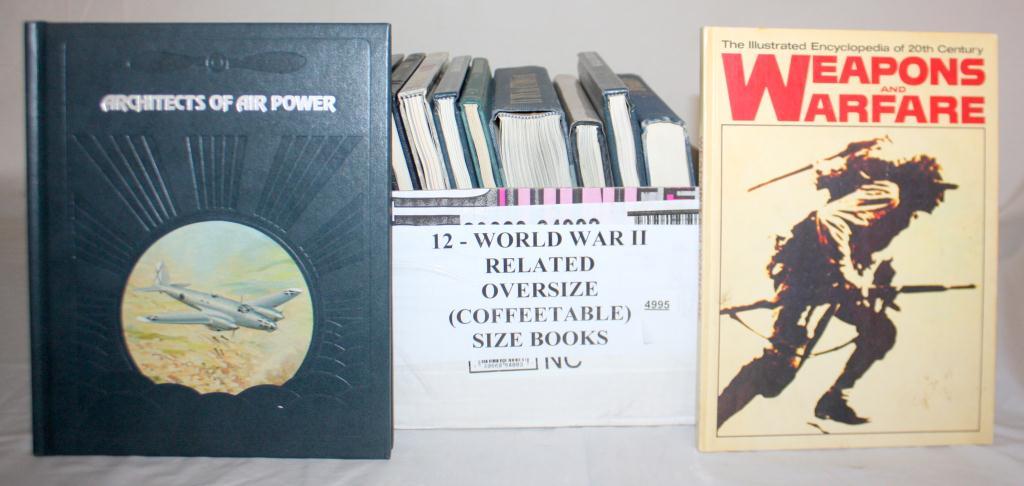 ARCHITECTS OF AIR POWER
12 - WORLD WAR II
RELATED
OVERSIZE
(COFFEETABLE)
SIZE BOOKS
4995
NC
The Illustrated Encyclopedia of 20th Century
WEAPONS
AND
WARFARE